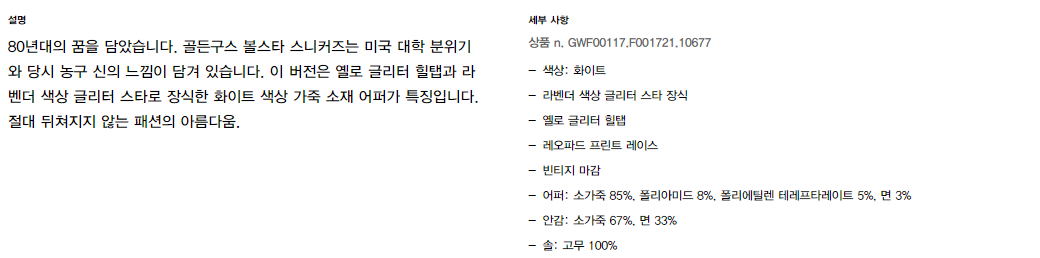 설명
80년대의 꿈을 담았습니다. 골든구스 볼스타 스니커즈는 미국 대학 분위기
와 당시 농구 신의 느낌이 담겨 있습니다. 이 버전은 옐로 글리터 힐탭과 라
벤더 색상 글리터 스타로 장식한 화이트 색상 가죽 소재 어퍼가 특징입니다.
절대 뒤쳐지지 않는 패션의 아름다움.
세부 사항
상품 n. GWF00117.F001721.10677
– 색상: 화이트
– 라벤더 색상 글리터 스타 장식
– 옐로 글리터 힐탭
– 레오파드 프린트 레이스
– 빈티지 마감
– 어퍼: 소가죽 85%, 폴리아미드 8%, 폴리에틸렌 테레프타레이트 5%, 면 3%
– 안감: 소가죽 67%, 면 33%
– 솔: 고무 100%